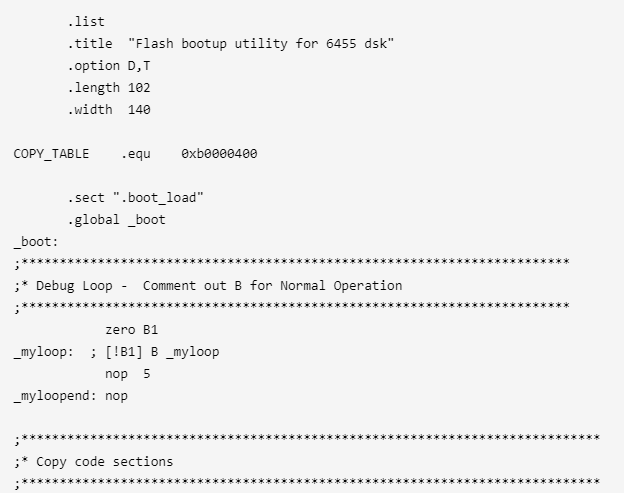 .list
.title "Flash bootup utility for 6455 dsk"
.option D,T
.length 102
.width 140
COPY_TABLE .equ 0xb0000400
.sect ".boot_load"
.global _boot
_boot:
;************************************************************************
;* Debug Loop - Comment out B for Normal Operation
;************************************************************************
zero B1
_myloop: ; [!B1] B _myloop
nop 5
_myloopend: nop
;****************************************************************************
;* Copy code sections
;****************************************************************************